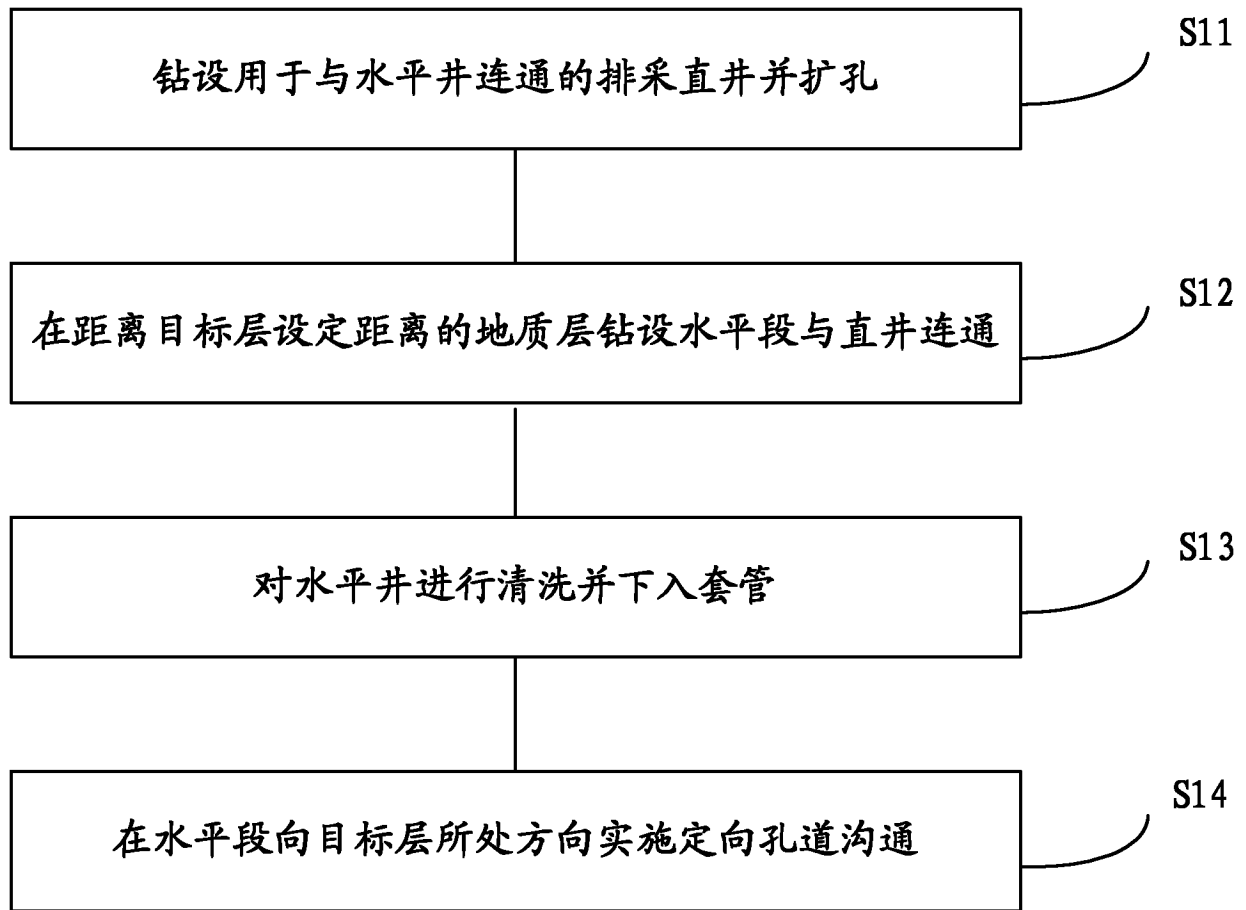 S11
钻设用于与水平井连通的排采直井并扩孔
S12
在距离目标层设定距离的地质层钻设水平段与直井连通
S13
对水平井进行清洗并下入套管
S14
在水平段向目标层所处方向实施定向孔道沟通